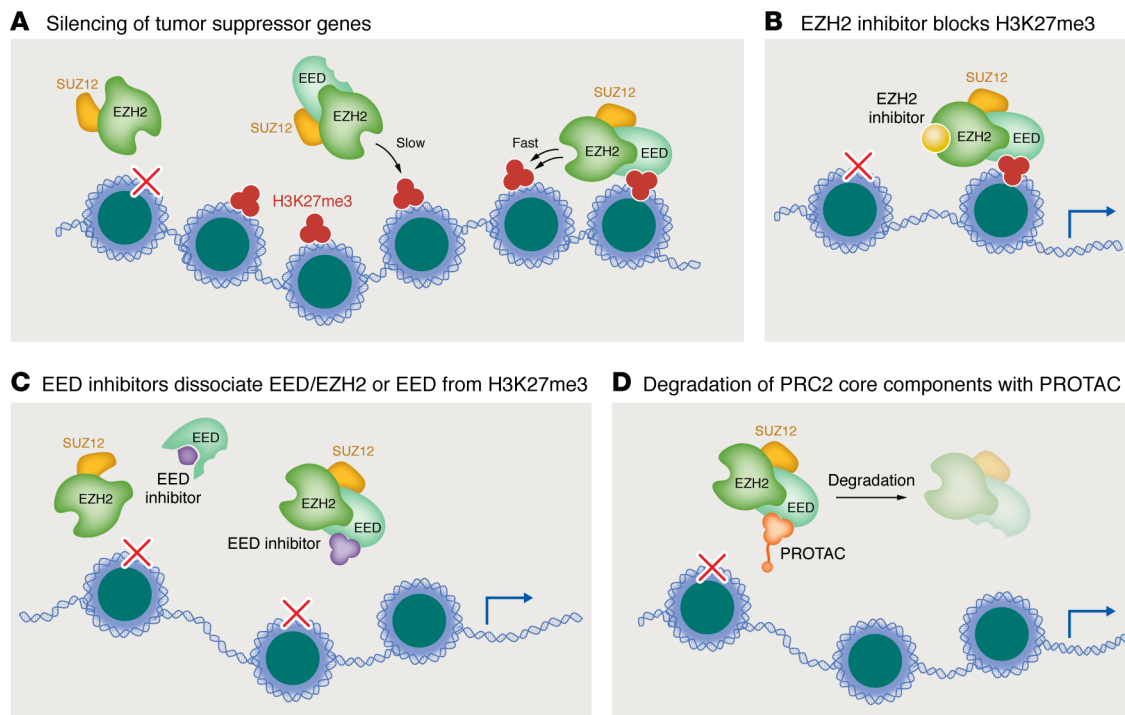 A Silencing of tumor suppressor genes
SUZ12
EZH2
EED
SUZ12
EZH2
Slow
H3K27me3
Fast
SUZ12
EZH2
EED
B EZH2 inhibitor blocks H3K27me3
SUZ12
EZH2
inhibitor
EZH2
EED
C EED inhibitors dissociate EED/EZH2 or EED from H3K27me3
SUZ12
EZH2
EED
EED
inhibitor
SUZ12
EZH2
EED
EED inhibitor
D Degradation of PRC2 core components with PROTAC
SUZ12
EZH2
EED
PROTAC
Degradation